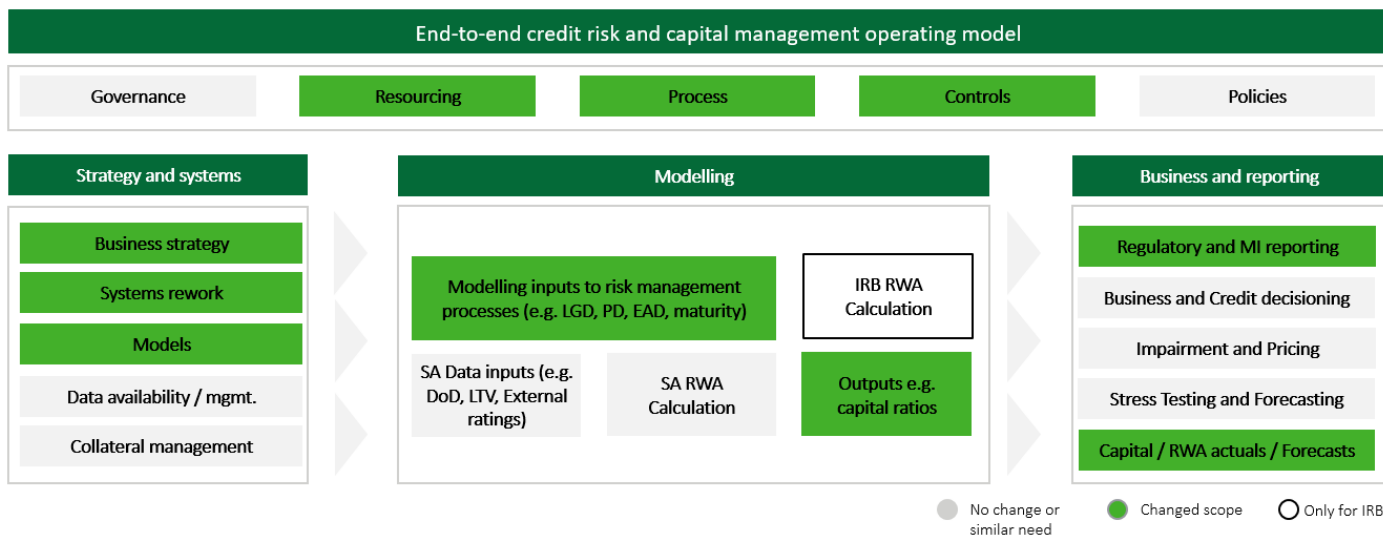 End-to-end credit risk and capital management operating model
Governance
Resourcing
Process
Controls
Policies
Strategy and systems
Business strategy
Systems rework
Models
Data availability / mgmt.
Collateral management
Modelling
Modelling inputs to risk management
processes (e.g. LGD, PD, EAD, maturity)
IRB RWA
Calculation
SA Data inputs (e.g.
DoD, LTV, External
ratings)
SA RWA
Calculation
Outputs e.g.
capital ratios
Business and reporting
Regulatory and MI reporting
Business and Credit decisioning
Impairment and Pricing
Stress Testing and Forecasting
Capital / RWA actuals / Forecasts
No change or
similar need
Changed scope
Only for IRB